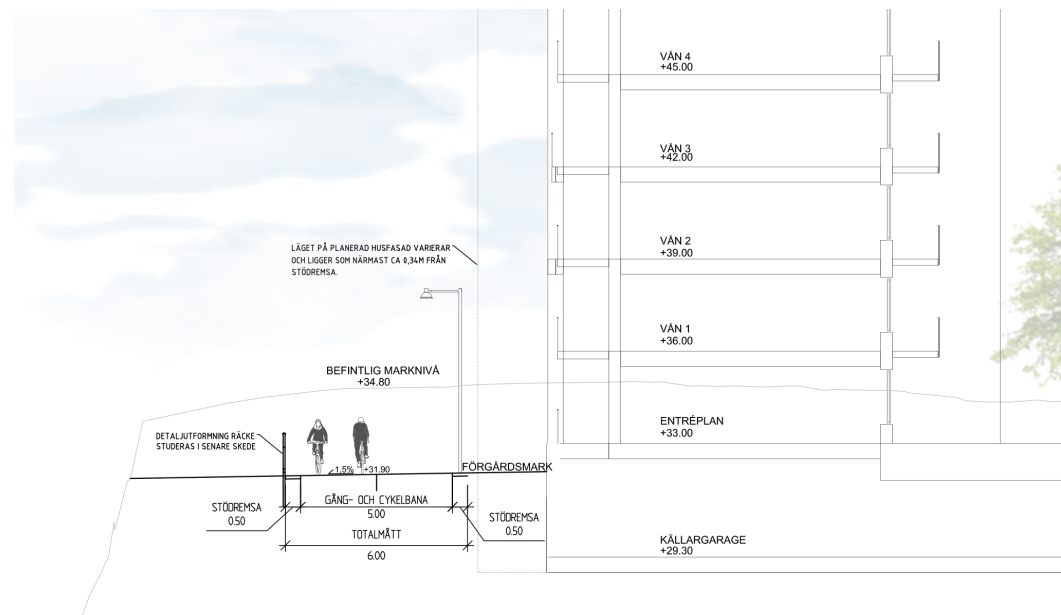 VÅN 4
+45.00
VÅN 3
+42.00
LÄGET PÅ PLANERAD HUSFASAD VARIERAR
OCH LIGGER SOM NÄRMAST CA 0,34M FRÅN
STÖDREMSA.
VÅN 2
+39.00
VÅN 1
+36.00
BEFINTLIG MARKNIVÅ
+34.80
ENTRÉPLAN
+33.00
DETALJUTFORMNING RÄCKE
STUDERAS I SENARE SKEDE
1,5% +31.90
FÖRGÅRDSMARK
STÖDREMSA
0.50
GÅNG- OCH CYKELBANA
5.00
STÖDREMSA
0.50
TOTALMÅTT
6.00
KÄLLARGARAGE
+29.30